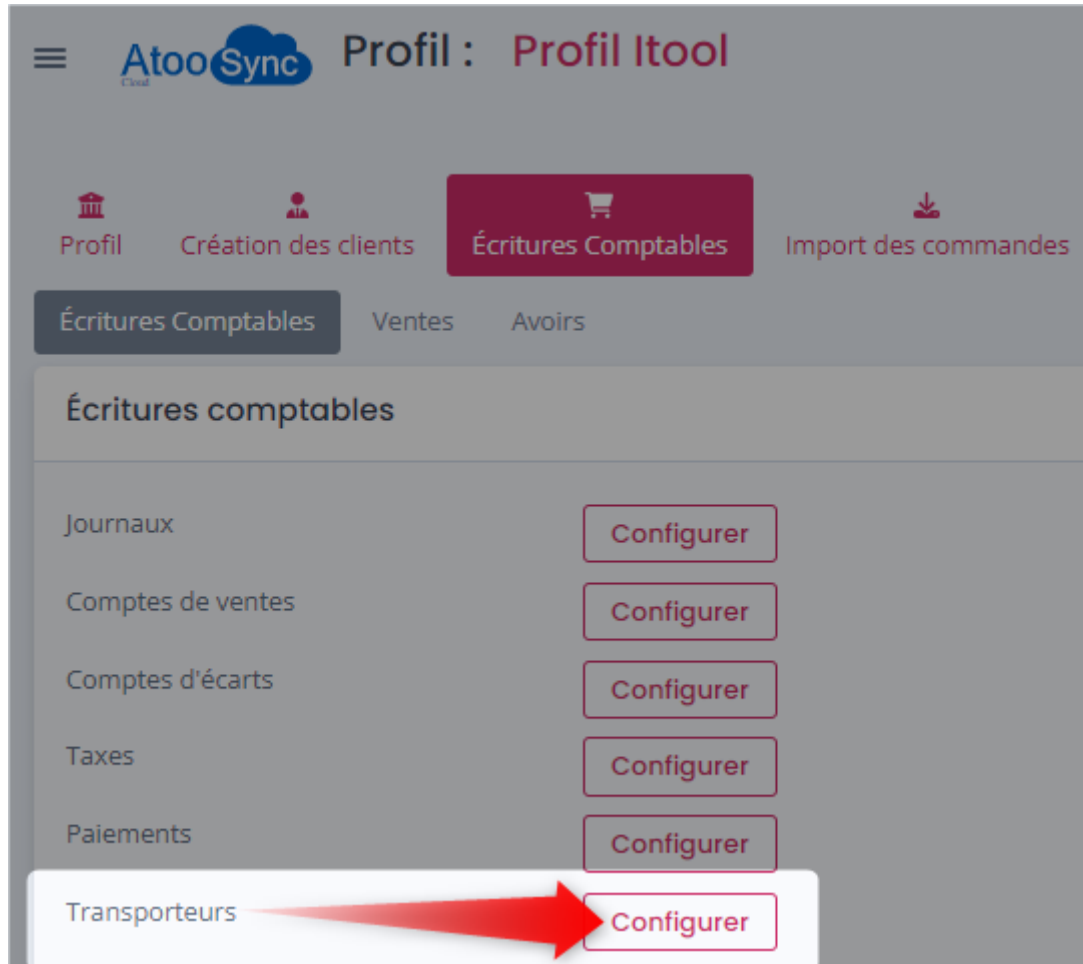 AtooSync
Cloud
Profil : Profil Itool
Profil
Création des clients
Écritures Comptables
Import des commandes
Écritures Comptables
Ventes
Avoirs
Écritures comptables
Journaux Configurer
Comptes de ventes Configurer
Comptes d'écarts Configurer
Taxes Configurer
Paiements Configurer
Transporteurs Configurer